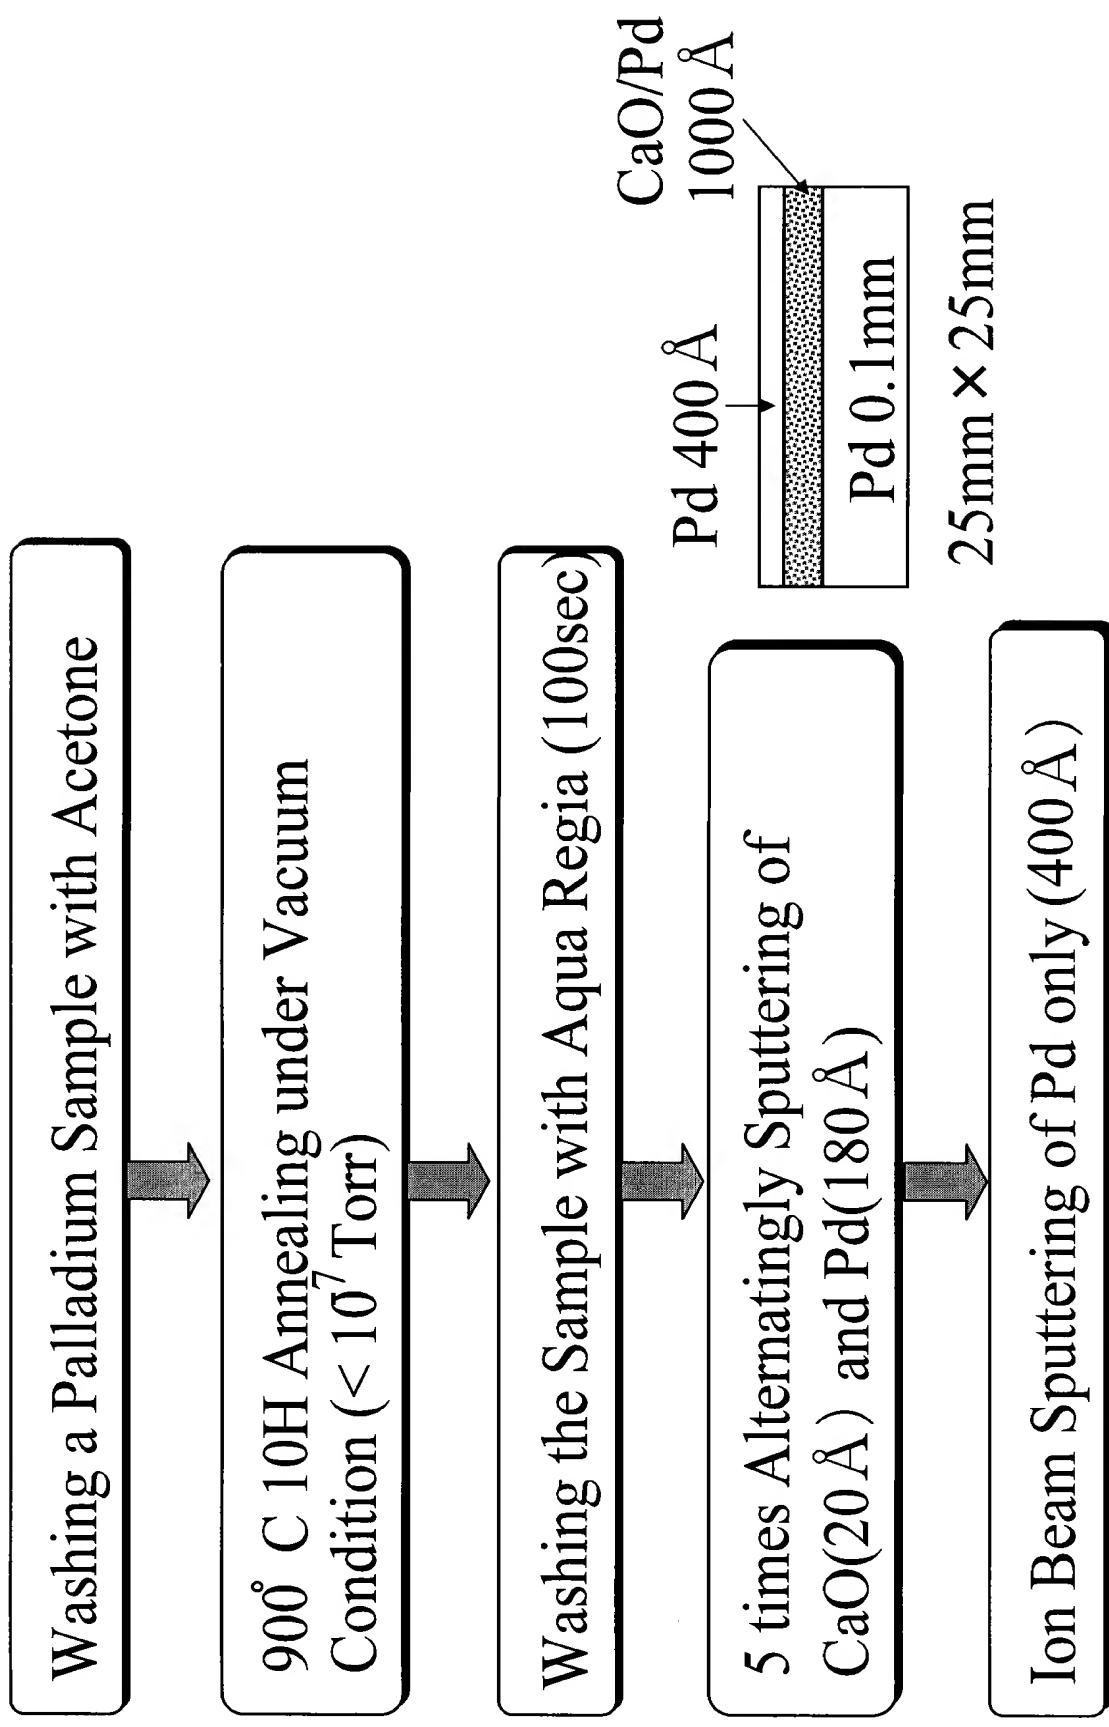 Washing a Palladium Sample with Acetone
900° C 10H Annealing under Vacuum
Condition (< 10⁻⁷ Torr)
Washing the Sample with Aqua Regia (100sec)
5 times Alternatingly Sputtering of
CaO(20Å) and Pd(180Å)
Ion Beam Sputtering of Pd only (400Å)
CaO/Pd
1000Å
Pd 400Å
Pd 0.1mm
25mm × 25mm